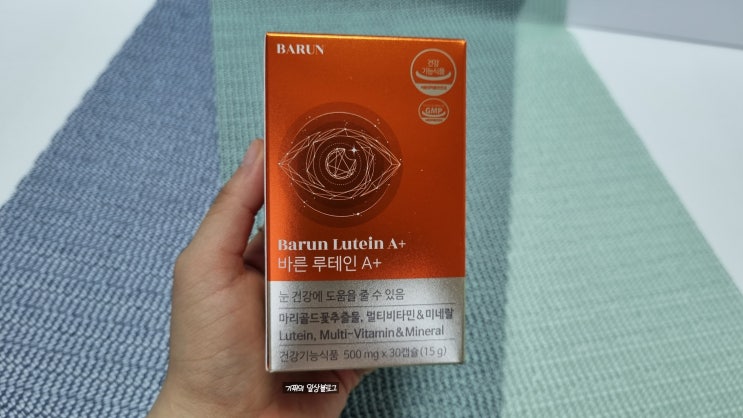 BARUN
건강
기능식품
GMP
Barun Lutein A+
바른 루테인 A+
눈 건강에 도움을 줄 수 있음
마리골드꽃추출물, 멀티비타민&미네랄
Lutein, Multi-Vitamin&Mineral
건강기능식품 500 mg x 30캡슐(15 g)